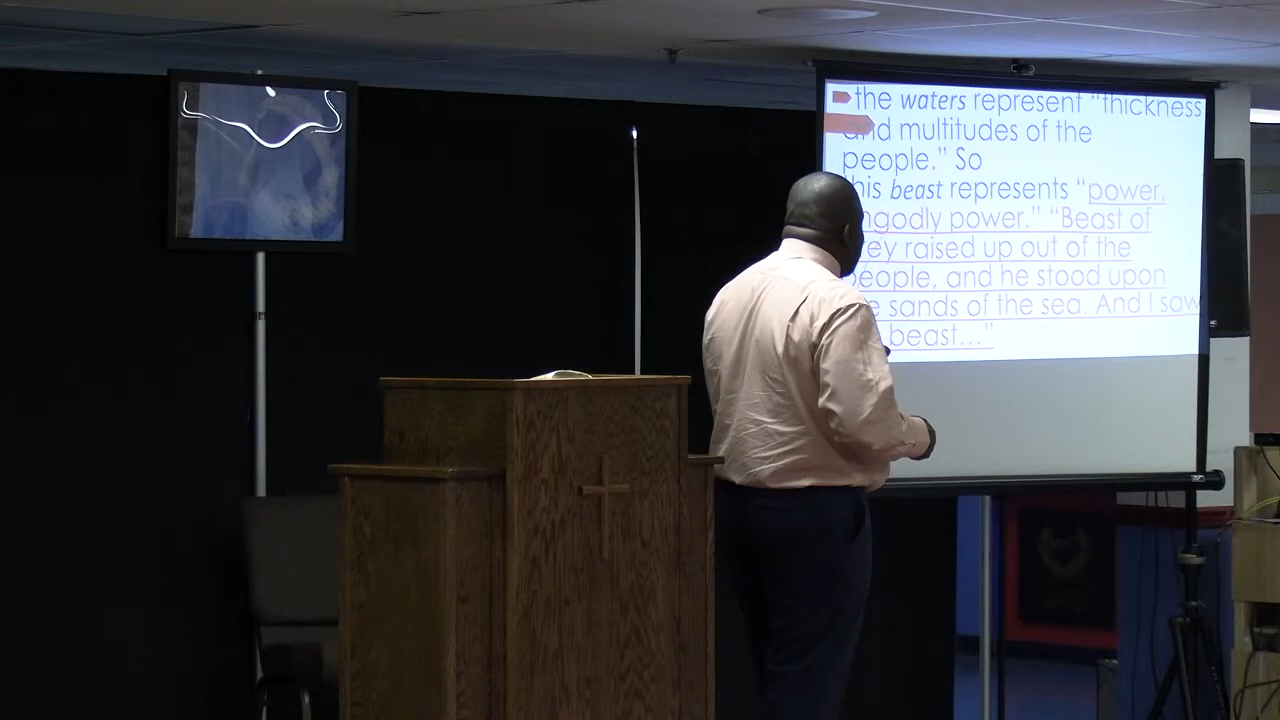 the waters represent "thickness
and multitudes of the
people." So
this beast represents "power,
ngodly power." "Beast of
ey raised up out of the
people, and he stood upon
e sands of the sea. And I saw
beast..."